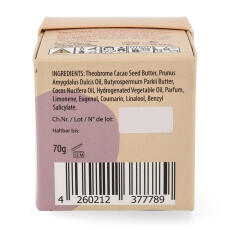 INGREDIENTS: Theobroma Cacao Seed Butter, Prunus
Amygdalus Dulcis Oil, Butyrospermum Parkii Butter,
Cocos Nucifera Oil, Hydrogenated Vegetable Oil, Parfum,
Limonene, Eugenol, Coumarin, Linalool, Benzyl
Salicylate.
Ch.Nr. / Lot / N° de lot:
Haltbar bis:
70g
4 260212 377789